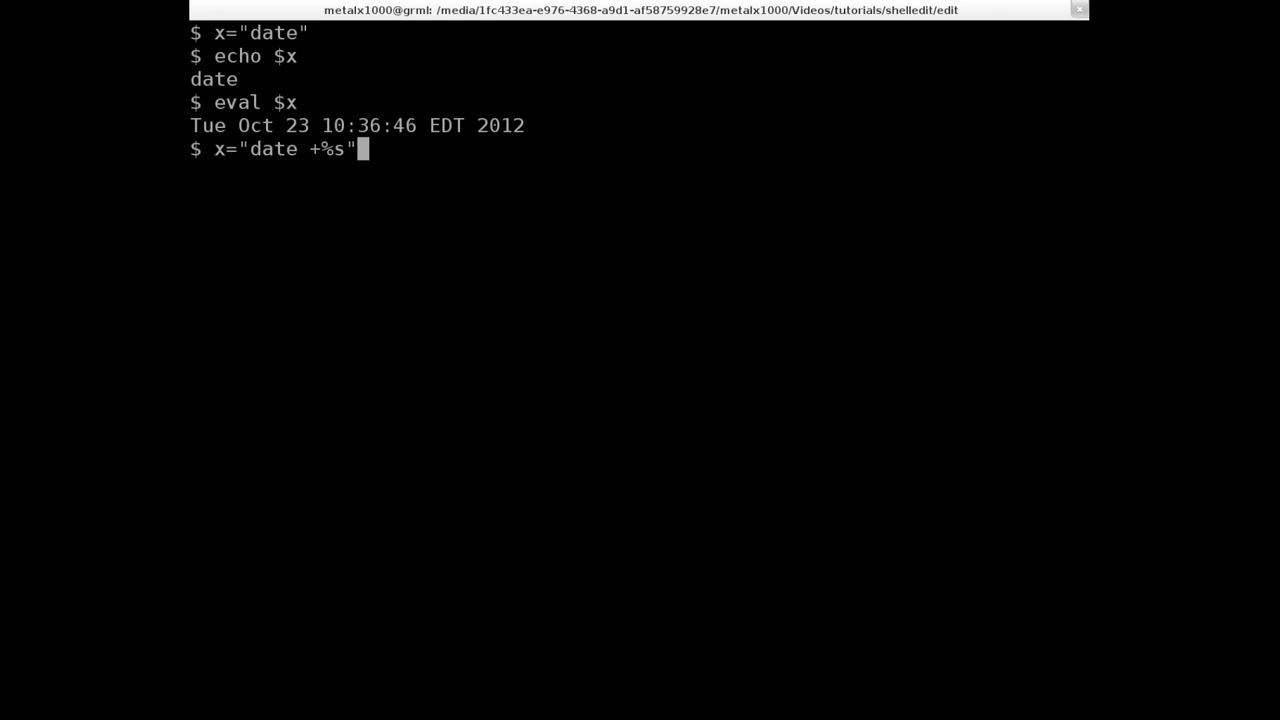 metalx1000@grml: /media/1fc433ea-e976-4368-a9d1-af58759928e7/metalx1000/Videos/tutorials/shelledit/edit
$ x="date"
$ echo $x
date
$ eval $x
Tue Oct 23 10:36:46 EDT 2012
$ x="date +%s"